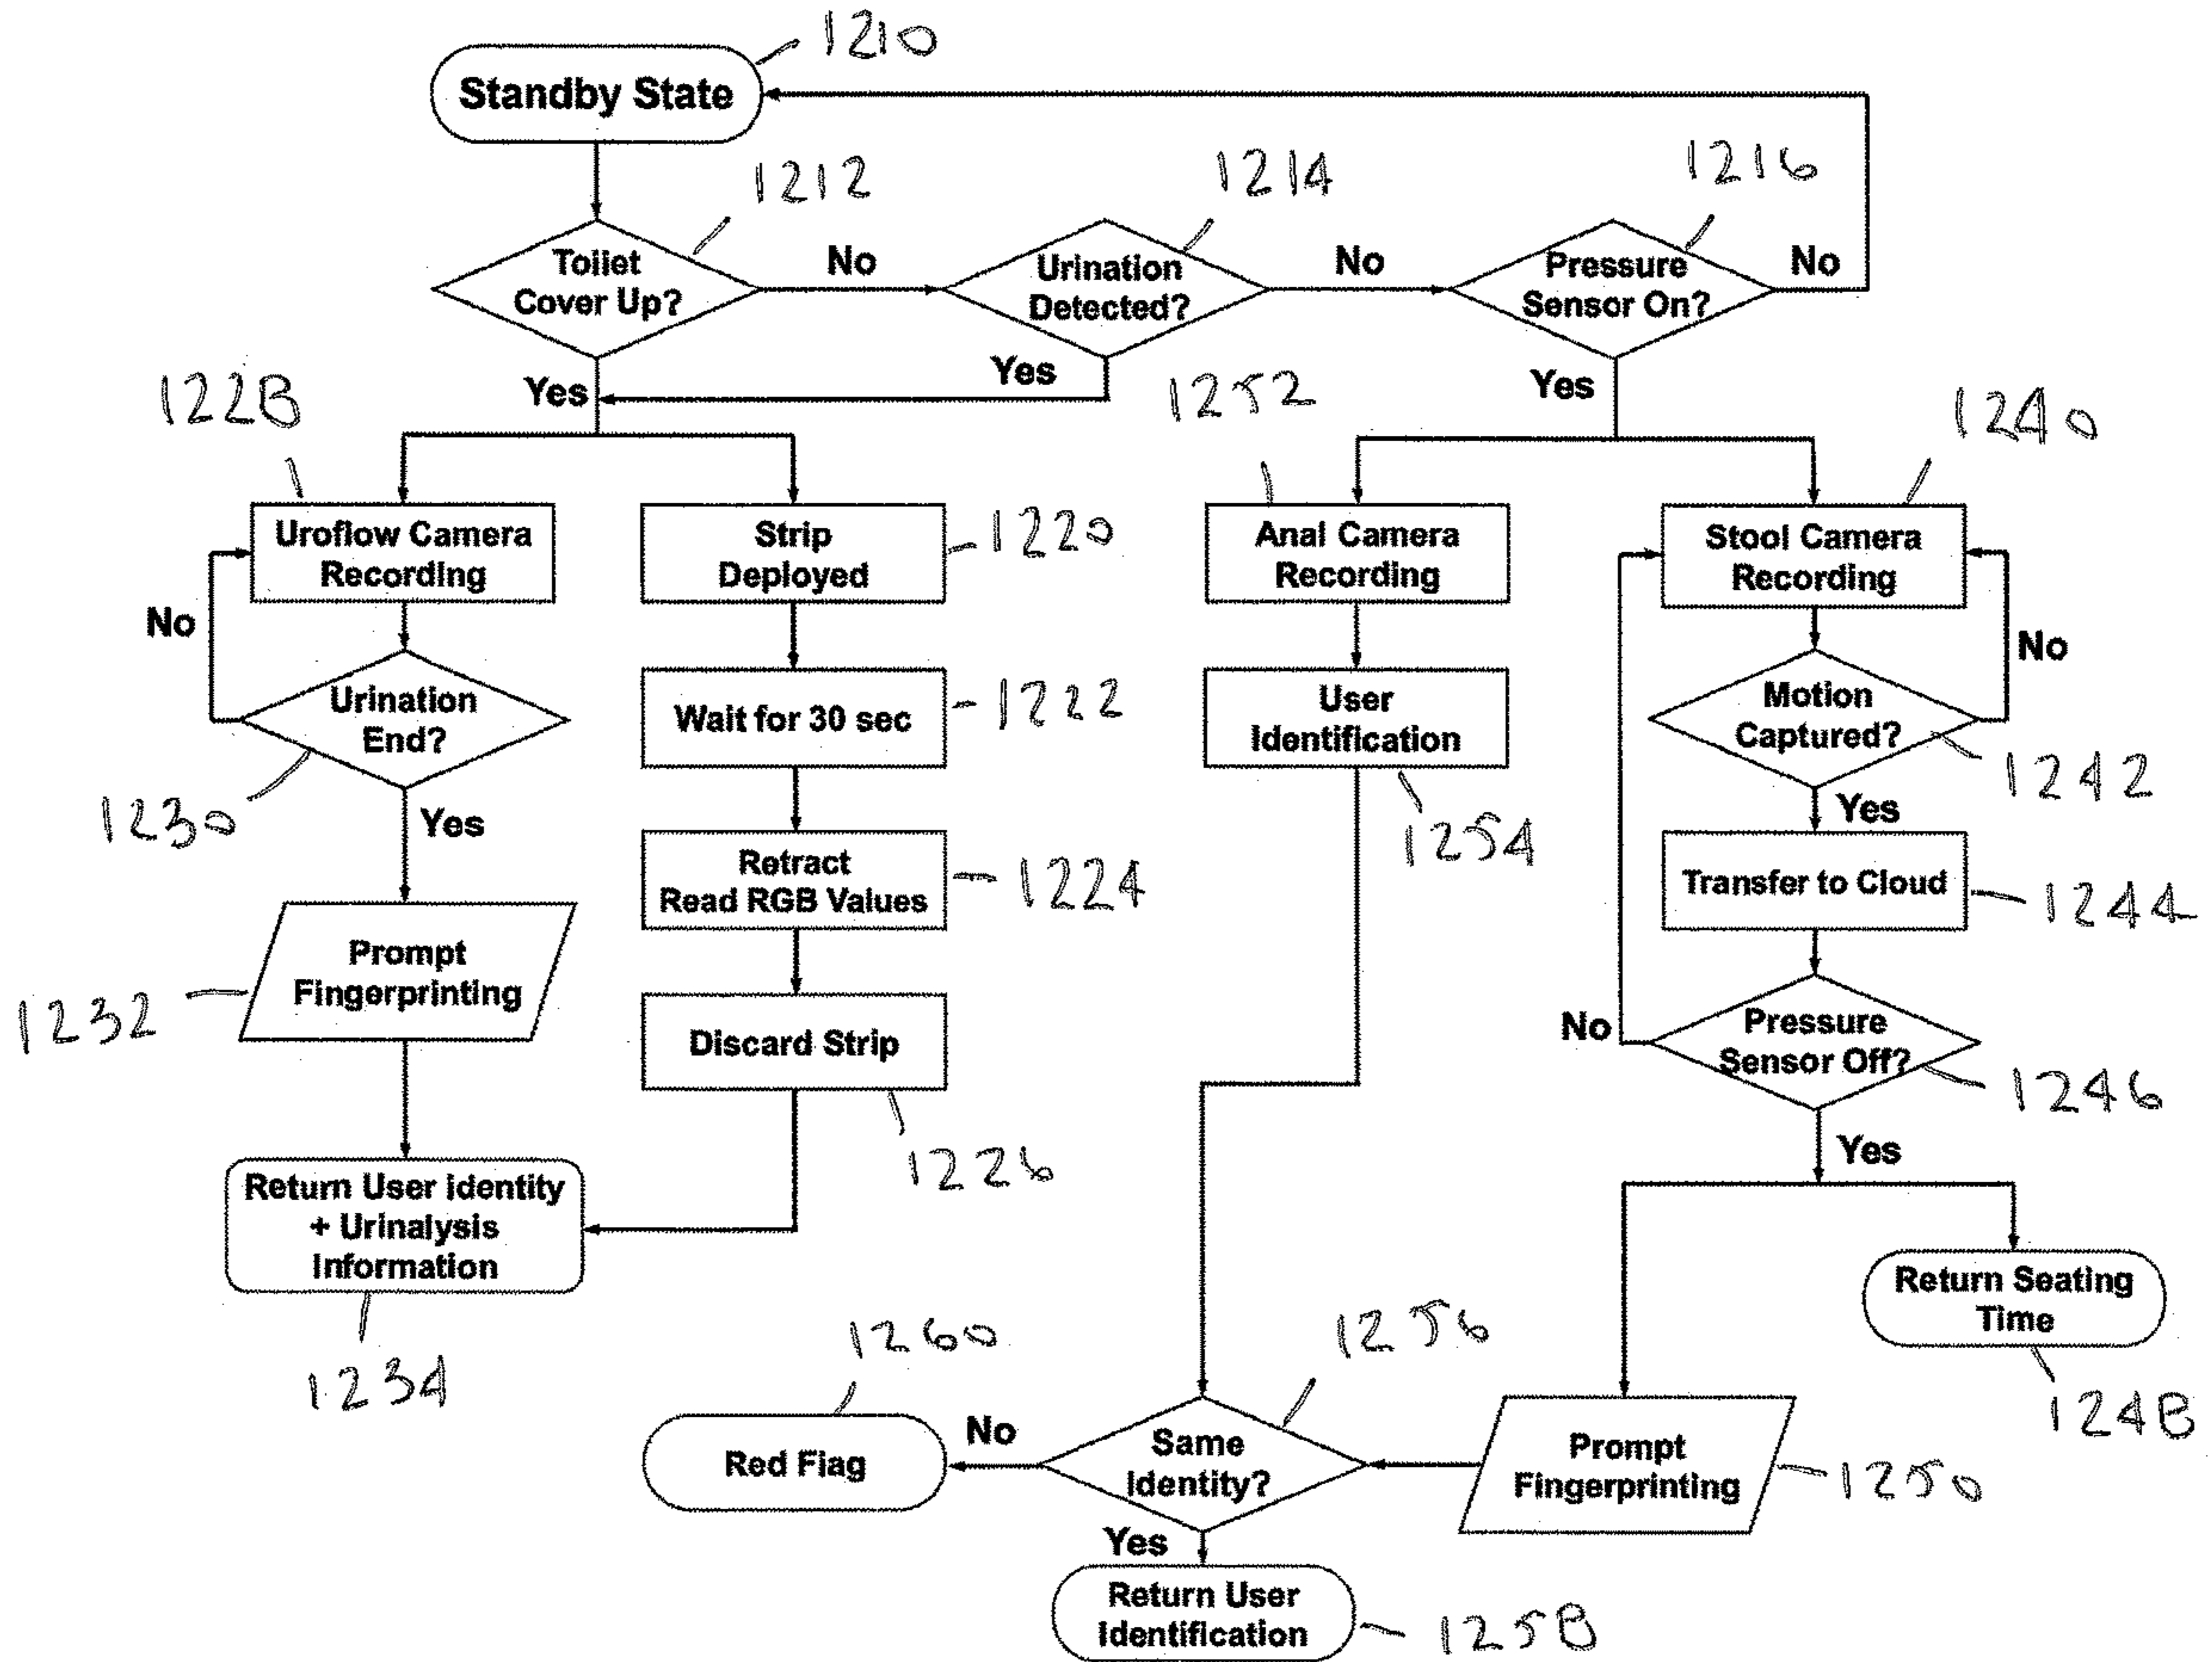 1210
Standby State
1212
1214
1216
Toilet
Cover Up?
No
Urination
Detected?
No
Pressure
Sensor On?
No
Yes
Yes
Yes
1228
1252
1240
Uroflow Camera
Recording
Strip
Deployed
1220
Anal Camera
Recording
Stool Camera
Recording
No
No
Urination
End?
Wait for 30 sec
1222
User
Identification
Motion
Captured?
1230
Yes
1254
1242
Yes
Retract
Read RGB Values
1224
Transfer to Cloud
1244
Prompt
Fingerprinting
1232
Discard Strip
No
Pressure
Sensor Off?
1246
1226
Yes
Return User Identity
+ Urinalysis
Information
1234
Return Seating
Time
1248
1260
1256
Red Flag
No
Same
Identity?
Prompt
Fingerprinting
1250
Yes
Return User
Identification
1258